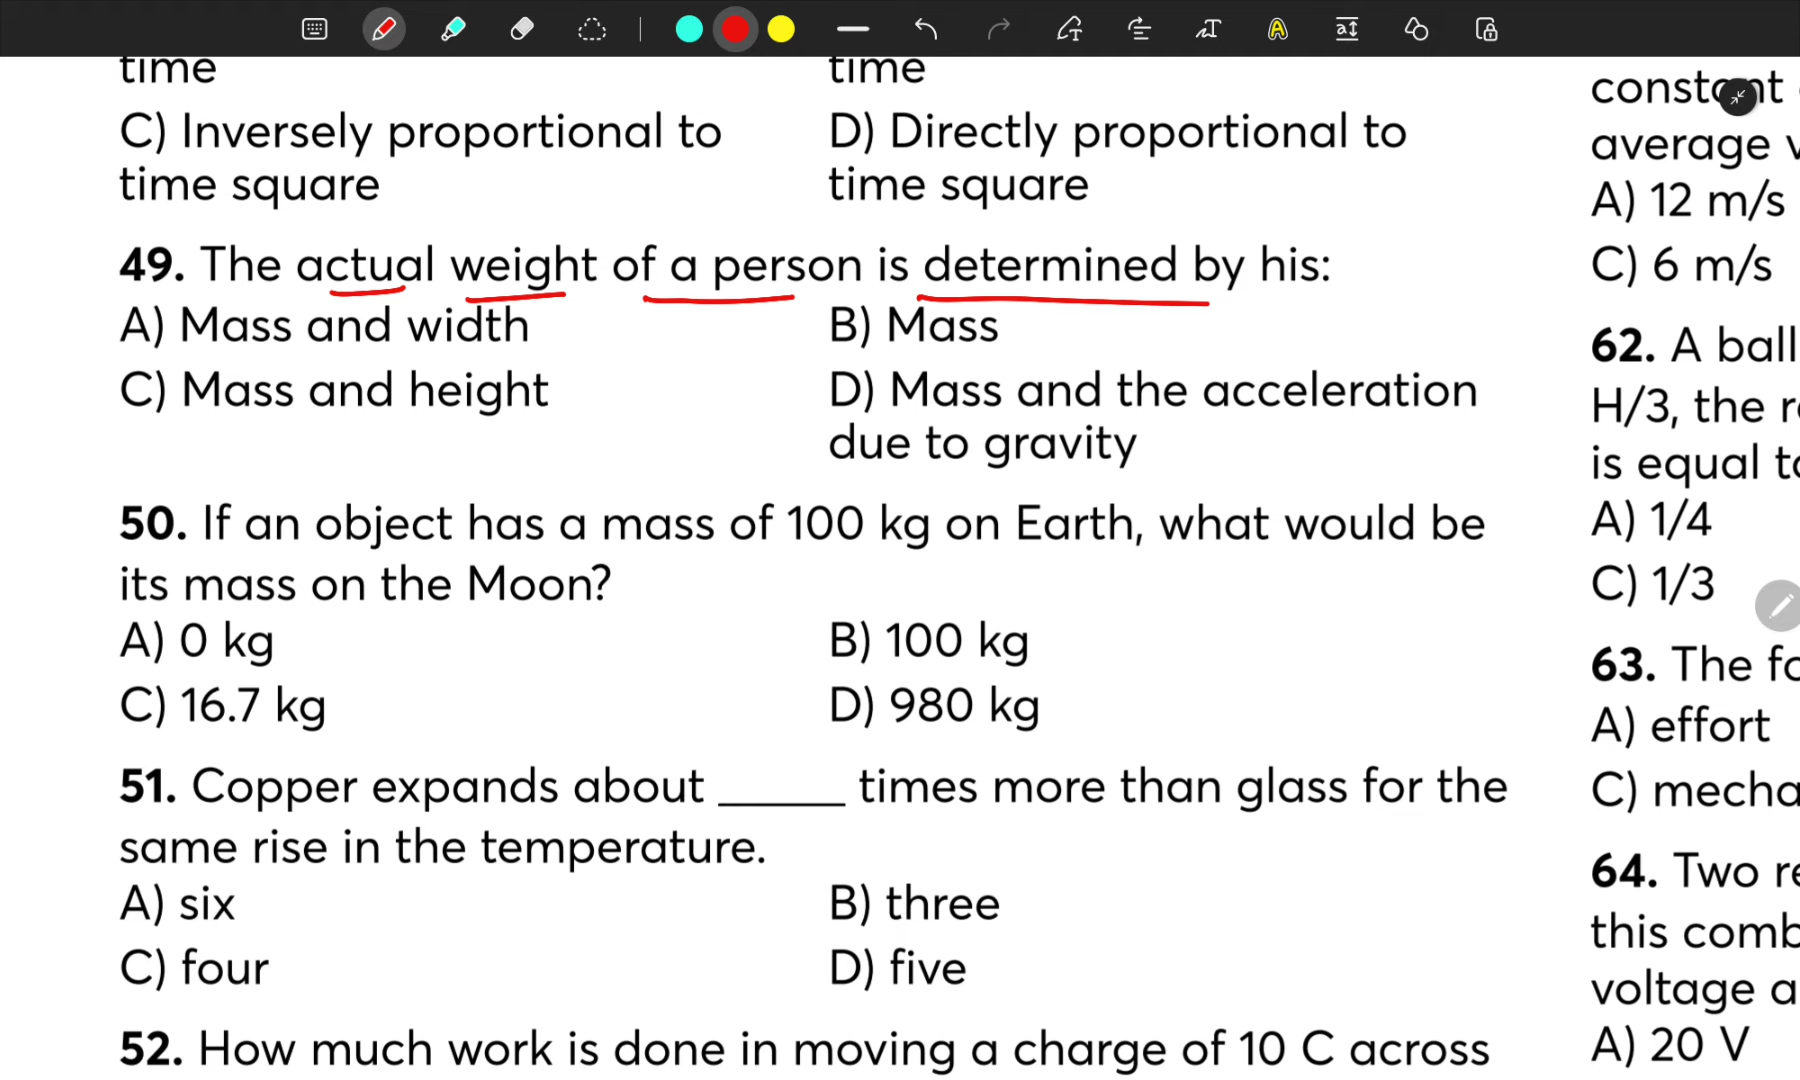 time
time
C) Inversely proportional to
time square
D) Directly proportional to
time square
49. The actual weight of a person is determined by his:
A) Mass and width
B) Mass
C) Mass and height
D) Mass and the acceleration
due to gravity
50. If an object has a mass of 100 kg on Earth, what would be
its mass on the Moon?
A) 0 kg
B) 100 kg
C) 16.7 kg
D) 980 kg
51. Copper expands about ______ times more than glass for the
same rise in the temperature.
A) six
B) three
C) four
D) five
52. How much work is done in moving a charge of 10 C across
average
A) 12 m/s
C) 6 m/s
62. A ball
H/3, the
is equal
A) 1/4
C) 1/3
63. The
A) effort
C)
64. Two
this
voltage
A) 20 V